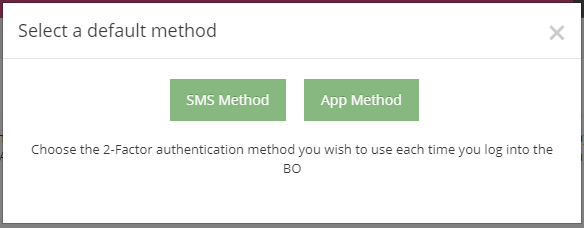 Select a default method
×
SMS Method
App Method
Choose the 2-Factor authentication method you wish to use each time you log into the
BO